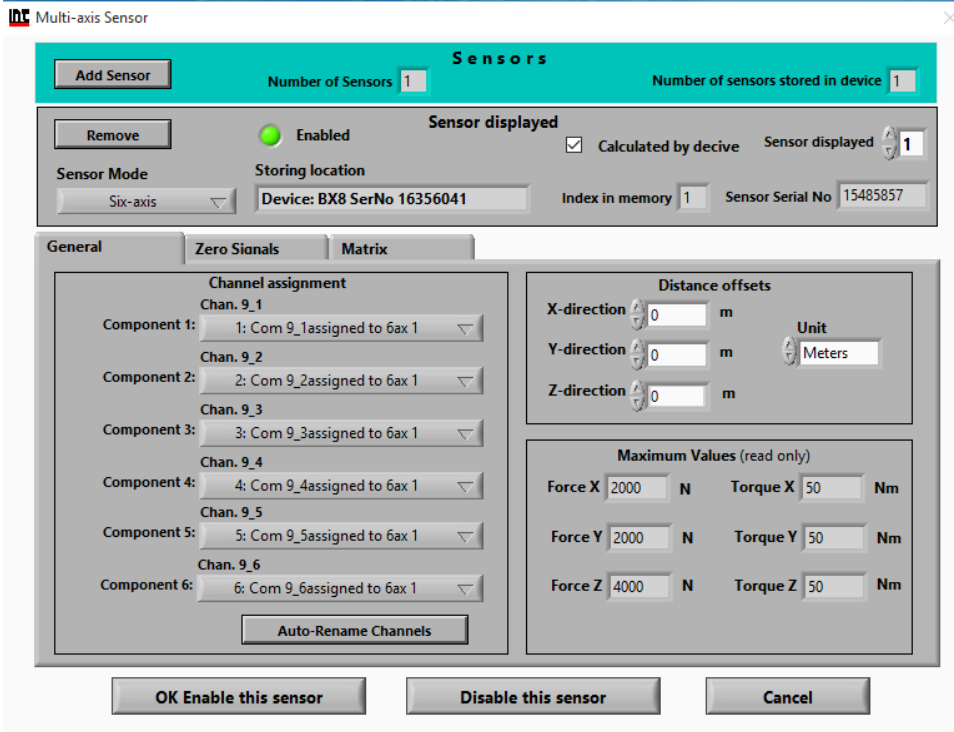 Multi-axis Sensor
Sensors
Add Sensor
Number of Sensors 1
Number of sensors stored in device 1
Sensor displayed
Remove
Enabled
Calculated by decive
Sensor displayed 1
Sensor Mode
Six-axis
Storing location
Device: BX8 SerNo 16356041
Index in memory 1
Sensor Serial No 15485857
General
Zero Signals
Matrix
Channel assignment
Chan. 9_1
Component 1: 1: Com 9_1assigned to 6ax 1
Chan. 9_2
Component 2: 2: Com 9_2assigned to 6ax 1
Chan. 9_3
Component 3: 3: Com 9_3assigned to 6ax 1
Chan. 9_4
Component 4: 4: Com 9_4assigned to 6ax 1
Chan. 9_5
Component 5: 5: Com 9_5assigned to 6ax 1
Chan. 9_6
Component 6: 6: Com 9_6assigned to 6ax 1
Auto-Rename Channels
Distance offsets
X-direction 0 m
Y-direction 0 m
Z-direction 0 m
Unit
Meters
Maximum Values (read only)
Force X 2000 N Torque X 50 Nm
Force Y 2000 N Torque Y 50 Nm
Force Z 4000 N Torque Z 50 Nm
OK Enable this sensor
Disable this sensor
Cancel